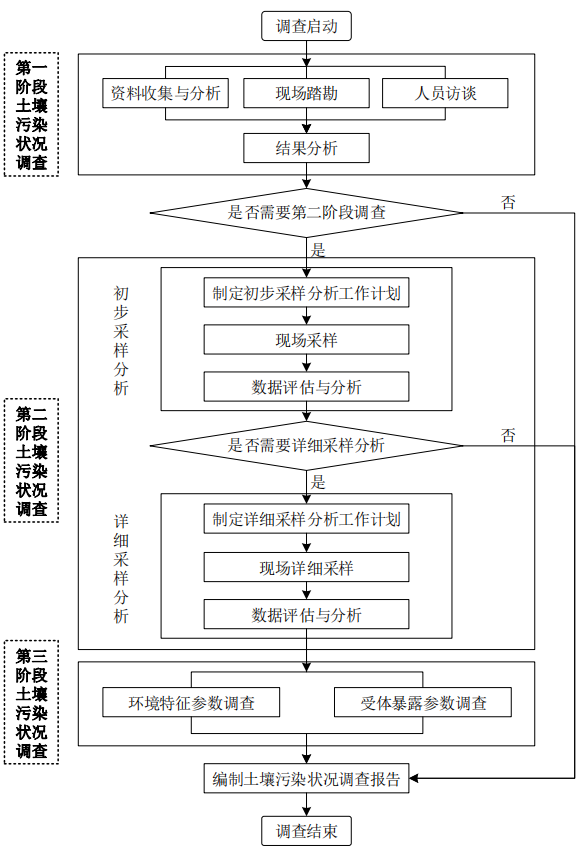 调查启动
第一
阶段
土壤
污染
状况
调查
资料收集与分析
现场踏勘
人员访谈
结果分析
是否需要第二阶段调查
否
是
初步采样分析
制定初步采样分析工作计划
现场采样
数据评估与分析
第二
阶段
土壤
污染
状况
调查
是否需要详细采样分析
否
是
详细采样分析
制定详细采样分析工作计划
现场详细采样
数据评估与分析
第三
阶段
土壤
污染
状况
调查
环境特征参数调查
受体暴露参数调查
编制土壤污染状况调查报告
调查结束